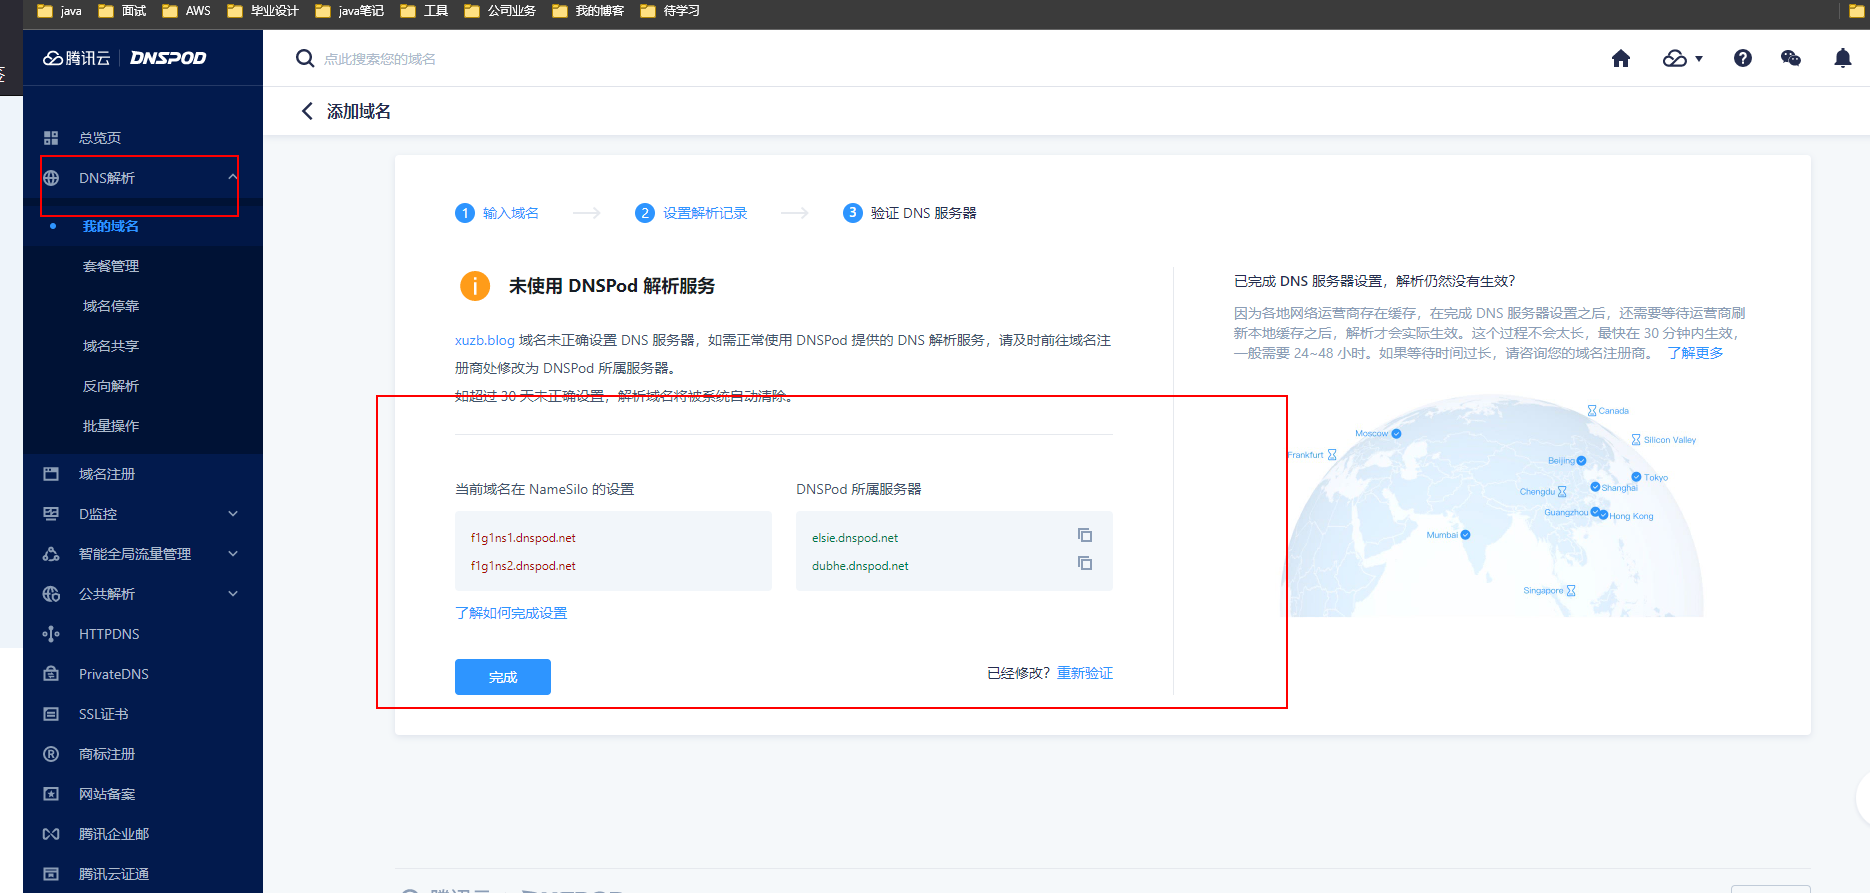 java 面试 AWS 毕业设计 java笔记 工具 公司业务 我的博客 待学习
腾讯云 DNSPOD
点此搜索您的域名
添加域名
总览页
DNS解析
我的域名
套餐管理
域名停靠
域名共享
反向解析
批量操作
域名注册
D监控
智能全局流量管理
公共解析
HTTPDNS
PrivateDNS
SSL证书
商标注册
网站备案
腾讯企业邮
腾讯云证通
1 输入域名
2 设置解析记录
3 验证 DNS 服务器
未使用 DNSPod 解析服务
xuzb.blog 域名未正确设置 DNS 服务器，如需正常使用 DNSPod 提供的 DNS 解析服务，请及时前往域名注
册商处修改为 DNSPod 所属服务器。
如超过 30 天未正确设置，解析域名将被系统自动清除。
当前域名在 NameSilo 的设置
f1g1ns1.dnspod.net
f1g1ns2.dnspod.net
DNSPod 所属服务器
elsie.dnspod.net
dubhe.dnspod.net
了解如何完成设置
完成
已经修改? 重新验证
已完成 DNS 服务器设置，解析仍然没有生效?
因为各地网络运营商存在缓存，在完成 DNS 服务器设置之后，还需要等待运营商刷
新本地缓存之后，解析才会实际生效。这个过程不会太长，最快在 30 分钟内生效，
一般需要 24~48 小时。如果等待时间过长，请咨询您的域名注册商。 了解更多
Canada
Moscow
Silicon Valley
Frankfurt
Beijing
Tokyo
Chengdu
Shanghai
Guangzhou
Hong Kong
Mumbai
Singapore